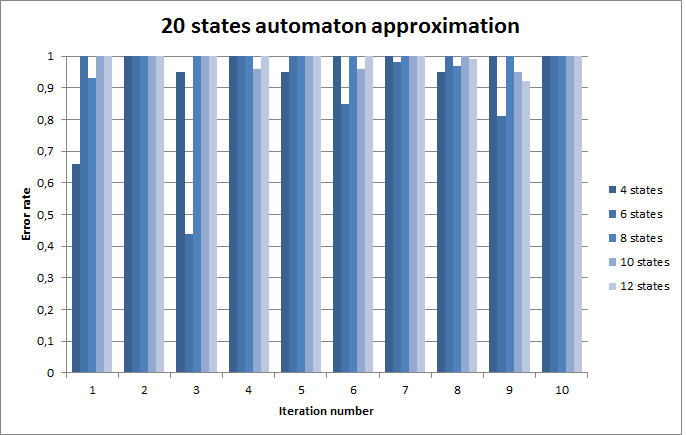 20 states automaton approximation
1
0,9
0,8
0,7
0,6
0,5
0,4
0,3
0,2
0,1
0
Error rate
1 2 3 4 5 6 7 8 9 10
Iteration number
4 states
6 states
8 states
10 states
12 states